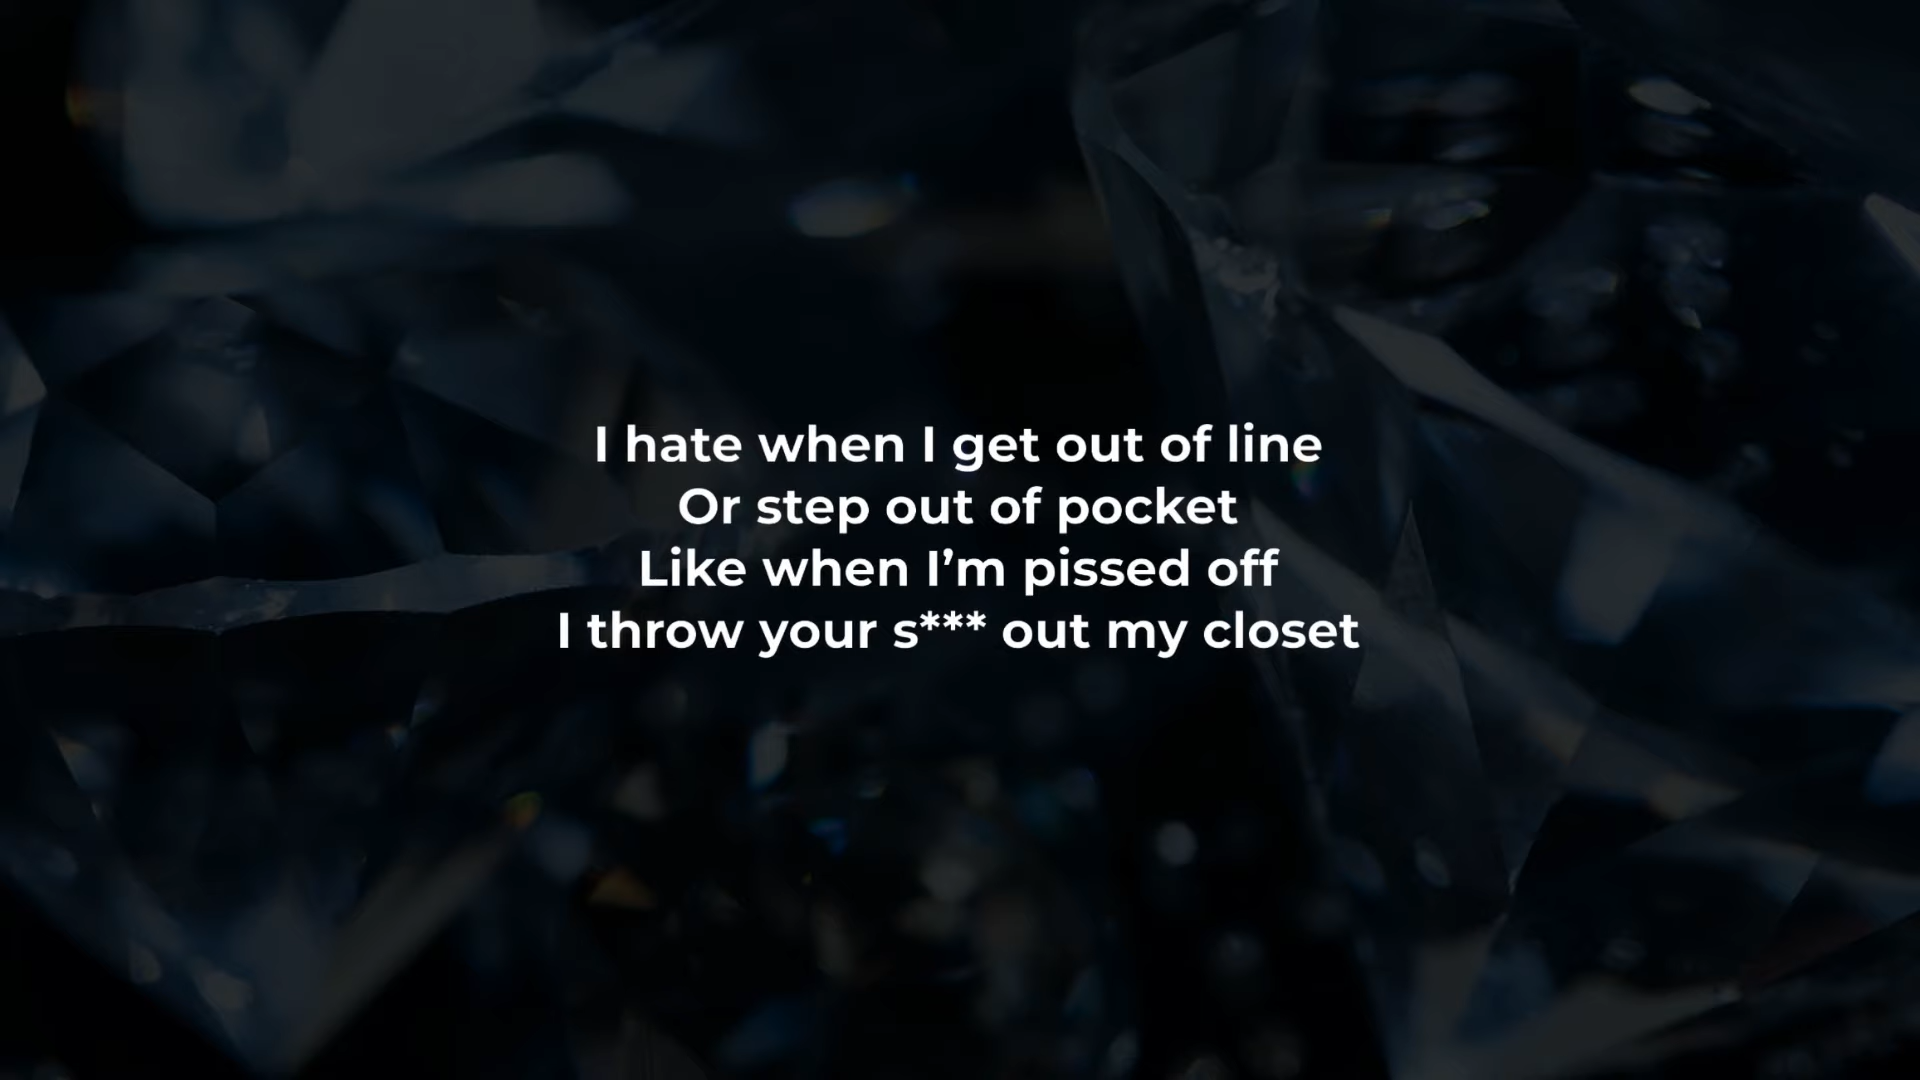 I hate when I get out of line
Or step out of pocket
Like when I’m pissed off
I throw your s*** out my closet